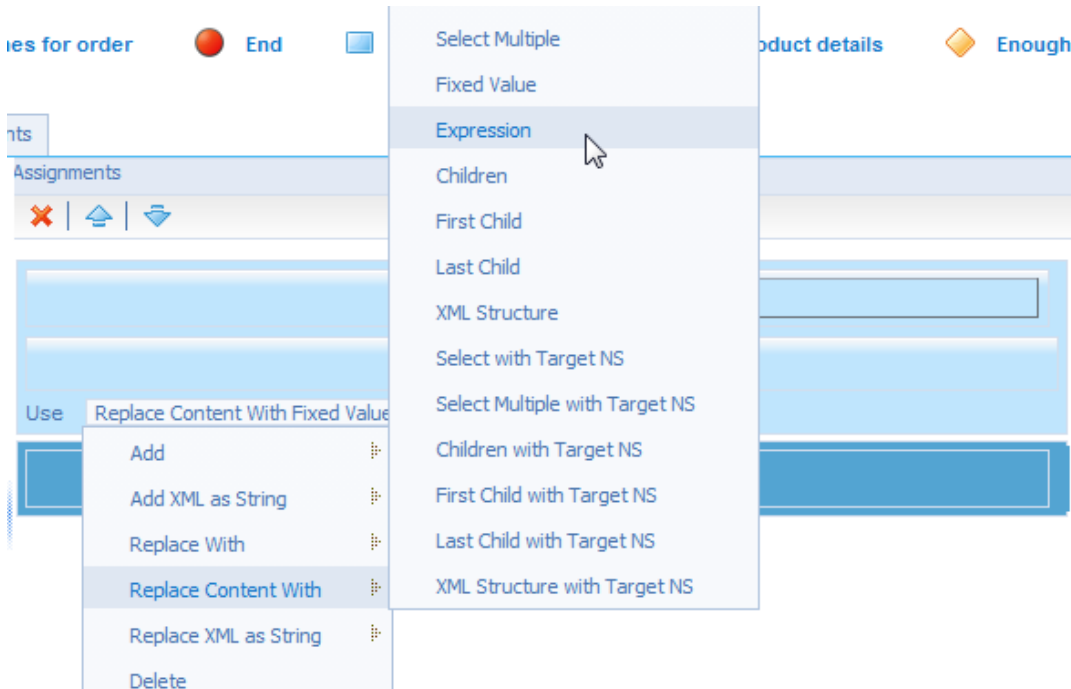 es for order End oduct details Enough
nts
Assignments
Use Replace Content With Fixed Value
Add
Add XML as String
Replace With
Replace Content With
Replace XML as String
Delete
Select Multiple
Fixed Value
Expression
Children
First Child
Last Child
XML Structure
Select with Target NS
Select Multiple with Target NS
Children with Target NS
First Child with Target NS
Last Child with Target NS
XML Structure with Target NS